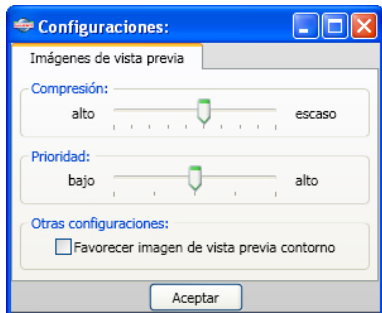 Configuraciones:
Imágenes de vista previa
Compresión:
alto escaso
Prioridad:
bajo alto
Otras configuraciones:
Favorecer imagen de vista previa contorno
Aceptar